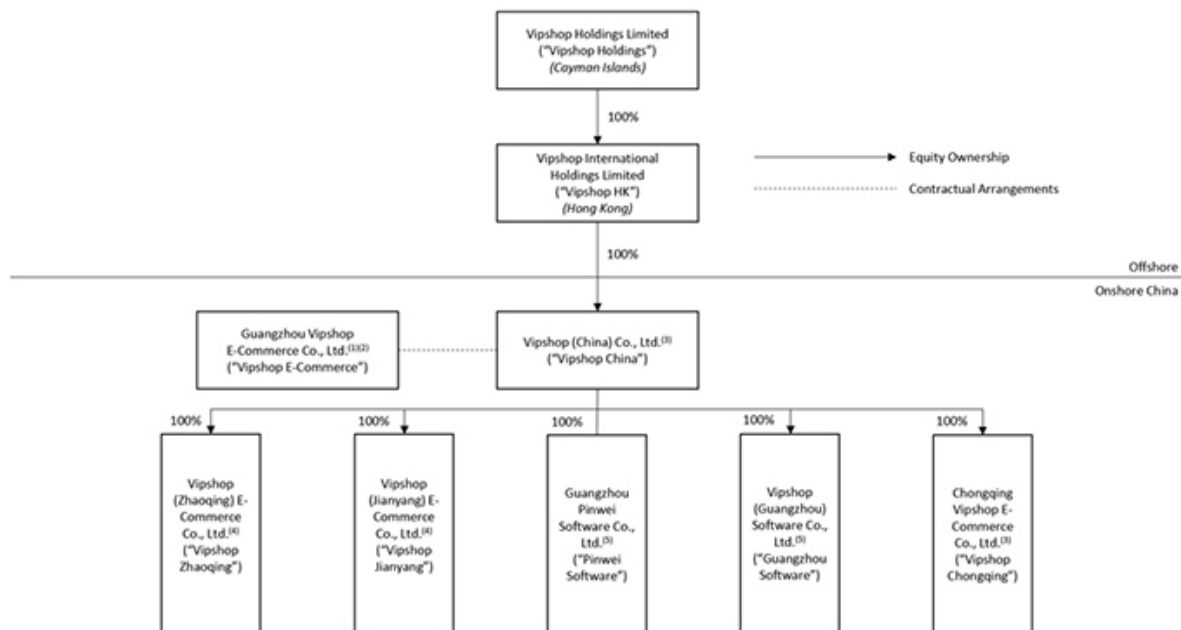 Vipshop Holdings Limited
(“Vipshop Holdings”)
(Cayman Islands)
100%
Vipshop International
Holdings Limited
(“Vipshop HK”)
(Hong Kong)
Equity Ownership
Contractual Arrangements
100%
Offshore
Onshore China
Guangzhou Vipshop
E-Commerce Co., Ltd.(1)(2)
(“Vipshop E-Commerce”)
Vipshop (China) Co., Ltd.(3)
(“Vipshop China”)
100%
100%
100%
100%
100%
Vipshop
(Zhaoqing) E-
Commerce
Co., Ltd.(4)
(“Vipshop
Zhaoqing”)
Vipshop
(Jianyang) E-
Commerce
Co., Ltd.(4)
(“Vipshop
Jianyang”)
Guangzhou
Pinwei
Software Co.,
Ltd.(5)
(“Pinwei
Software”)
Vipshop
(Guangzhou)
Software Co.,
Ltd.(5)
(“Guangzhou
Software”)
Chongqing
Vipshop E-
Commerce
Co., Ltd.(3)
(“Vipshop
Chongqing”)